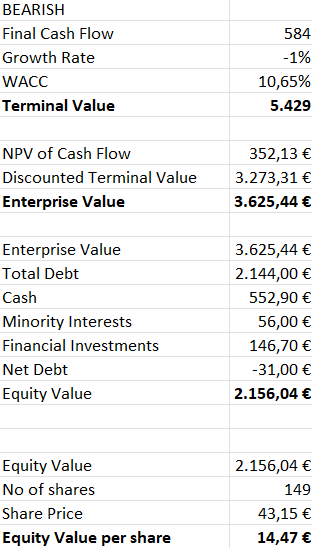 BEARISH
Final Cash Flow 584
Growth Rate -1%
WACC 10,65%
Terminal Value 5.429
NPV of Cash Flow 352,13 €
Discounted Terminal Value 3.273,31 €
Enterprise Value 3.625,44 €
Enterprise Value 3.625,44 €
Total Debt 2.144,00 €
Cash 552,90 €
Minority Interests 56,00 €
Financial Investments 146,70 €
Net Debt -31,00 €
Equity Value 2.156,04 €
Equity Value 2.156,04 €
No of shares 149
Share Price 43,15 €
Equity Value per share 14,47 €